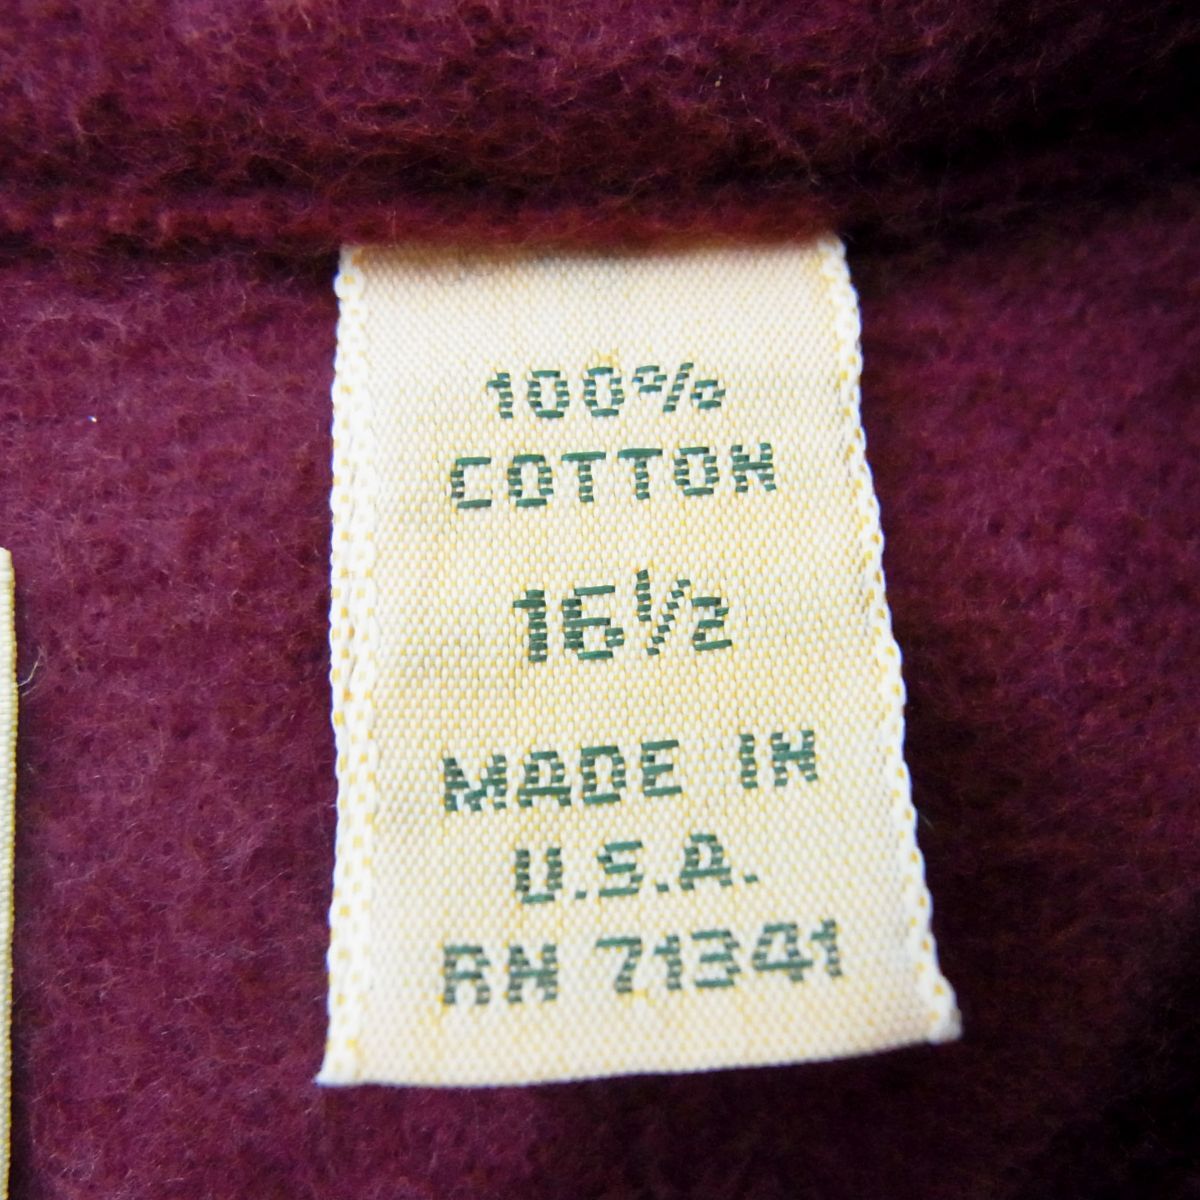 100%
COTTON
16½
MADE IN
U.S.A.
RN 71341